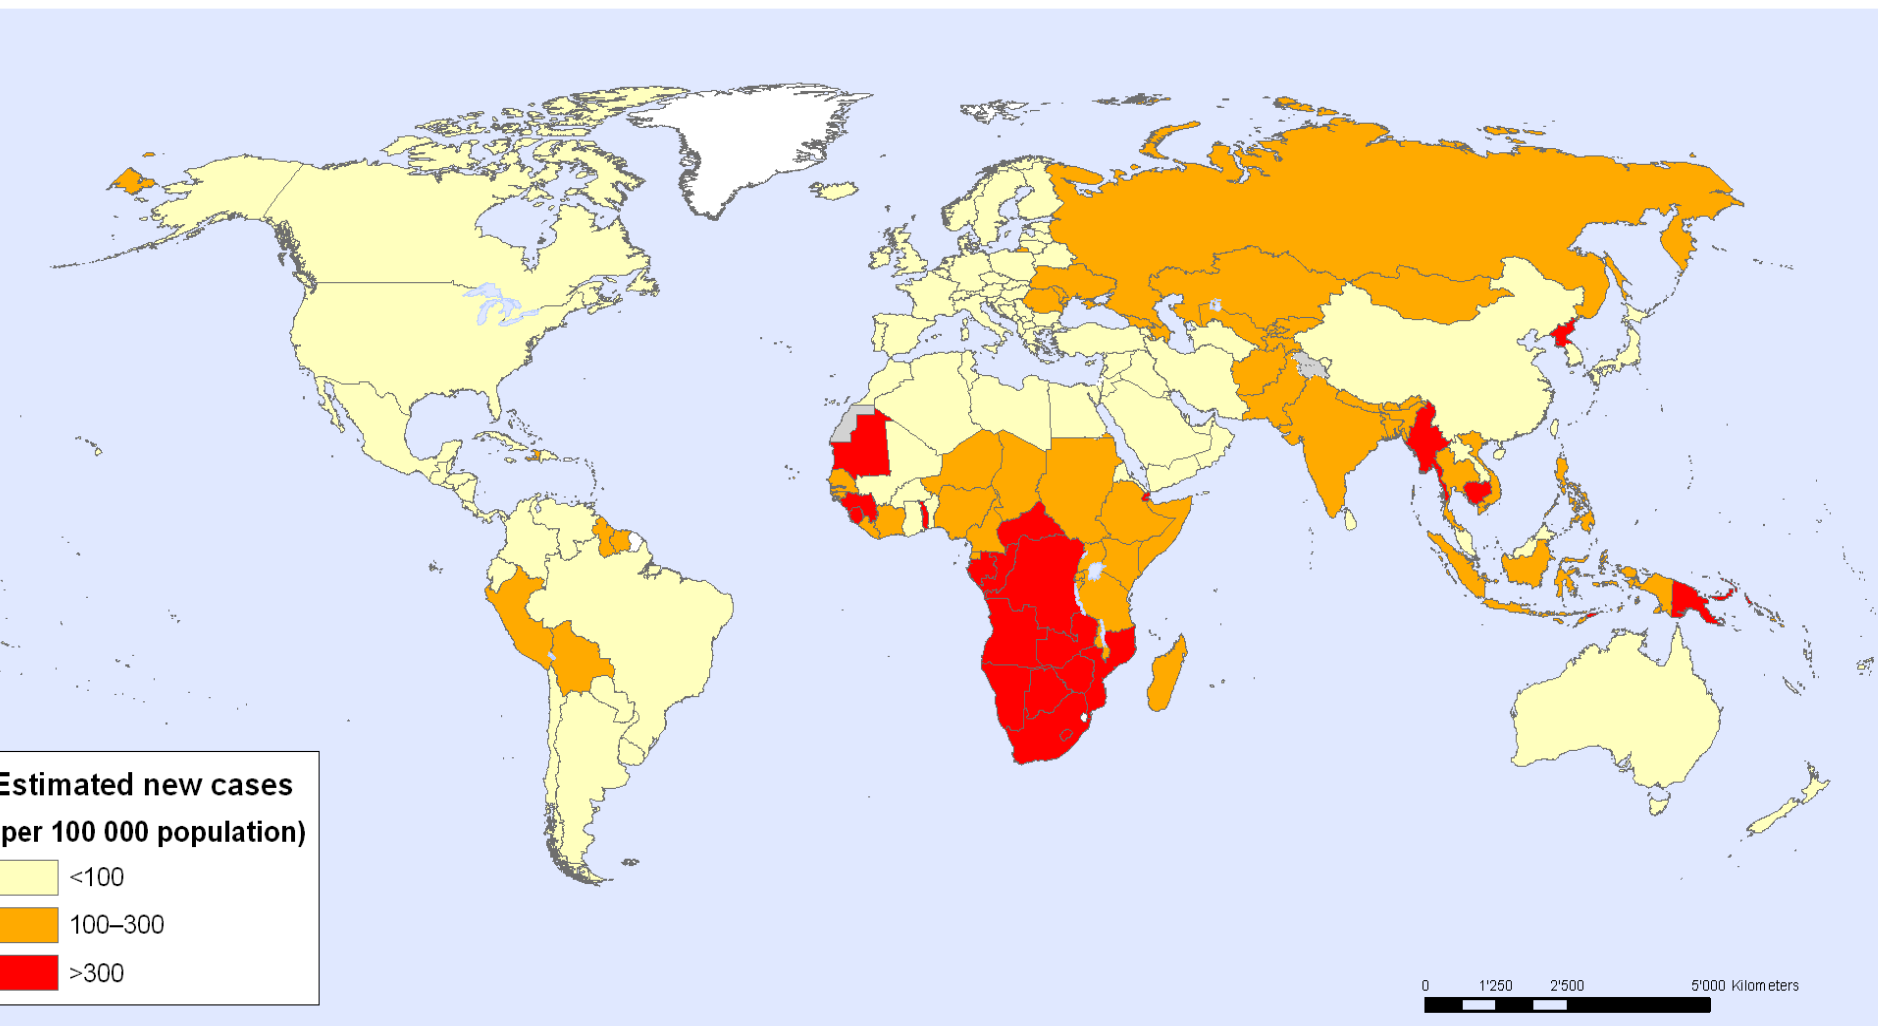 Estimated new cases
per 100 000 population)
<100
100–300
>300
0 1'250 2'500 5'000 Kilometers